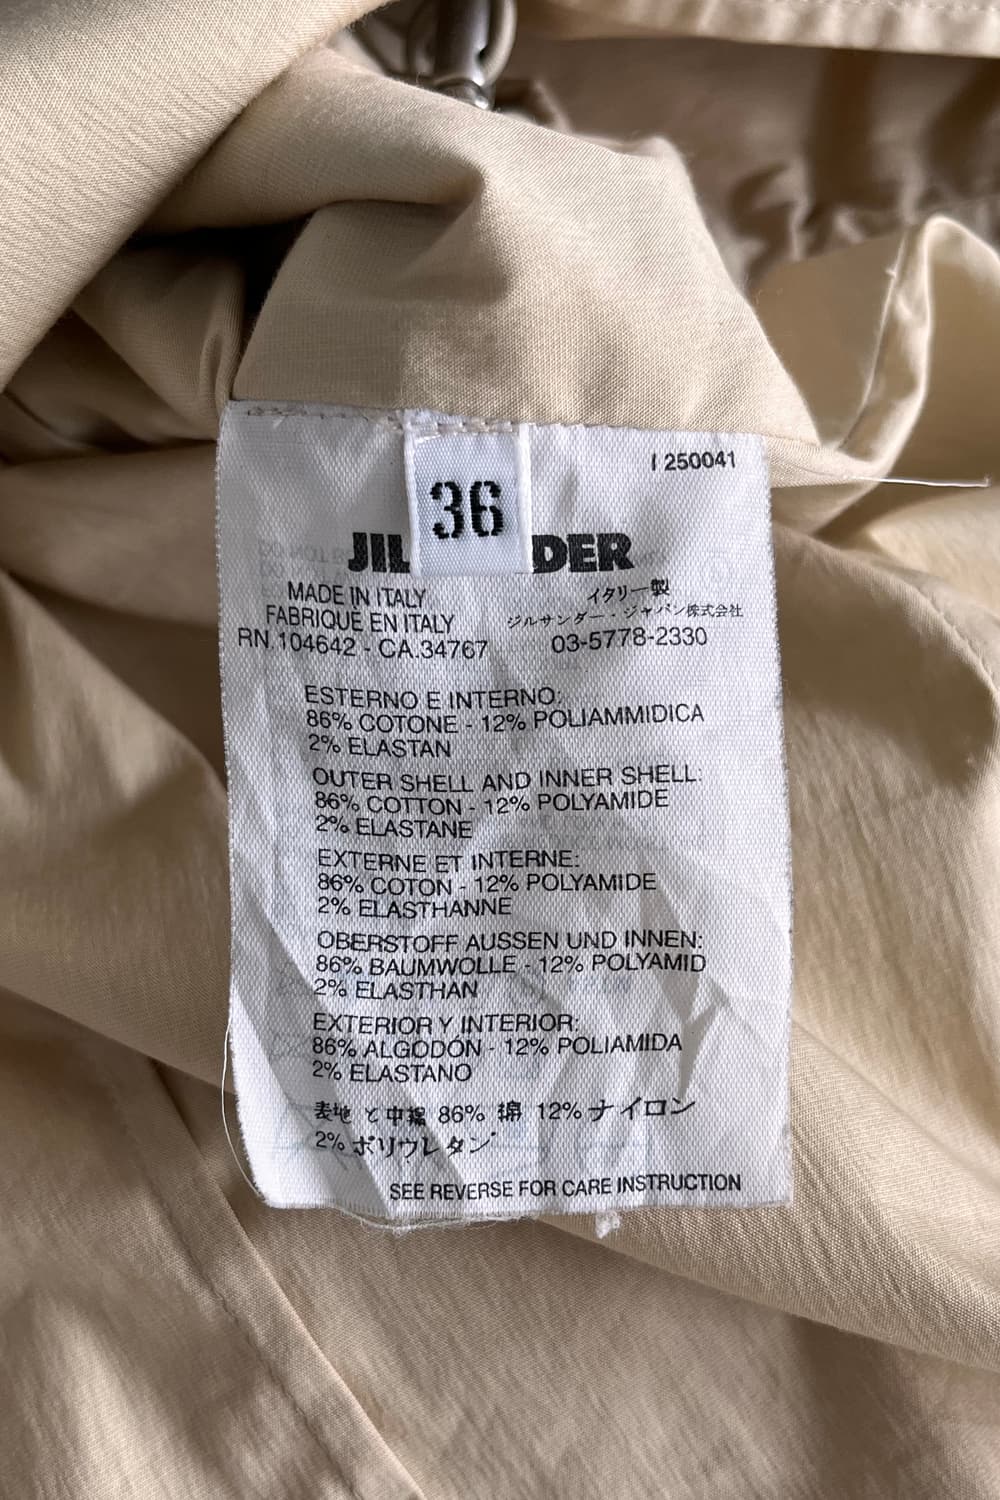 I 250041
36
JIL DER
MADE IN ITALY
FABRIQUE EN ITALY
RN.104642 - CA.34767
イタリー製
ジルサンダー・ジャパン株式会社
03-5778-2330
ESTERNO E INTERNO:
86% COTONE - 12% POLIAMMIDICA
2% ELASTAN
OUTER SHELL AND INNER SHELL:
86% COTTON - 12% POLYAMIDE
2% ELASTANE
EXTERNE ET INTERNE:
86% COTON - 12% POLYAMIDE
2% ELASTHANNE
OBERSTOFF AUSSEN UND INNEN:
86% BAUMWOLLE - 12% POLYAMID
2% ELASTHAN
EXTERIOR Y INTERIOR:
86% ALGODÓN - 12% POLIAMIDA
2% ELASTANO
表地 と 86% 綿 12% ナイロン
2% ポリウレタン
SEE REVERSE FOR CARE INSTRUCTION